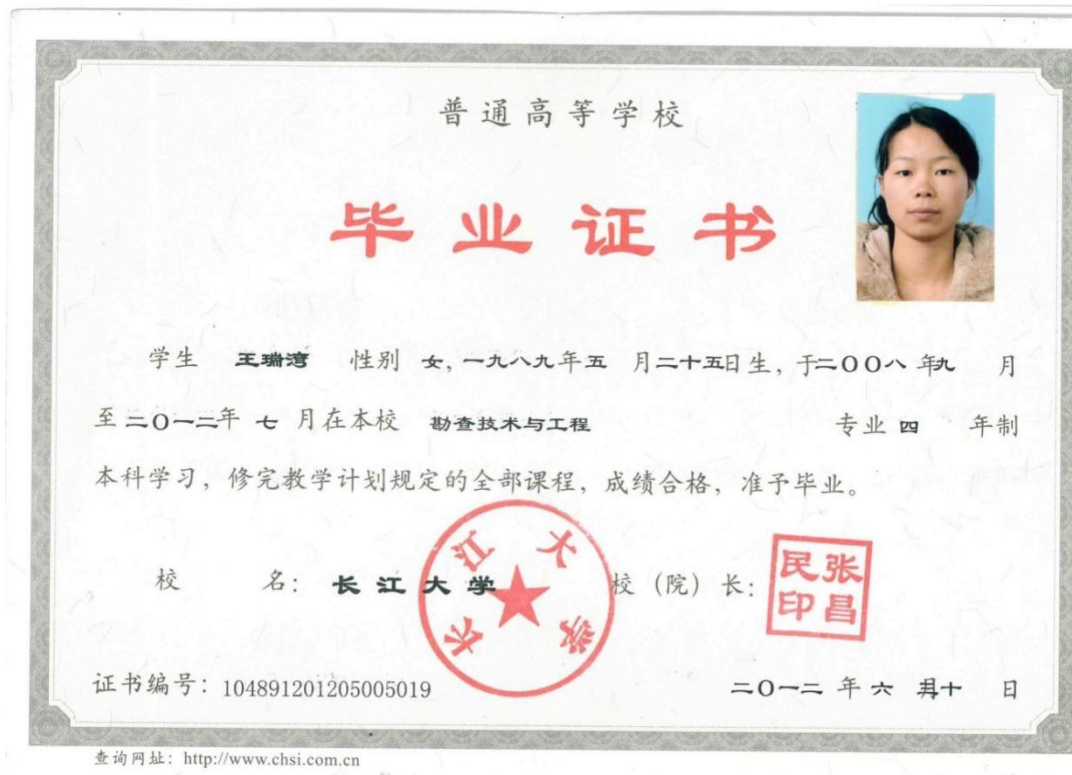 普通高等学校
毕业证书
学生 王瑞湾 性别 女，一九八九年五 月二十五日生，于二〇〇八年九 月
至二〇一二年 七 月在本校 勘查技术与工程 专业 四 年制
本科学习，修完教学计划规定的全部课程，成绩合格，准予毕业。
校 名：长江大学 校（院）长：
长江大学
张昌民印
证书编号：104891201205005019 二〇一二 年 六 月十 日
查询网址：http://www.chsi.com.cn